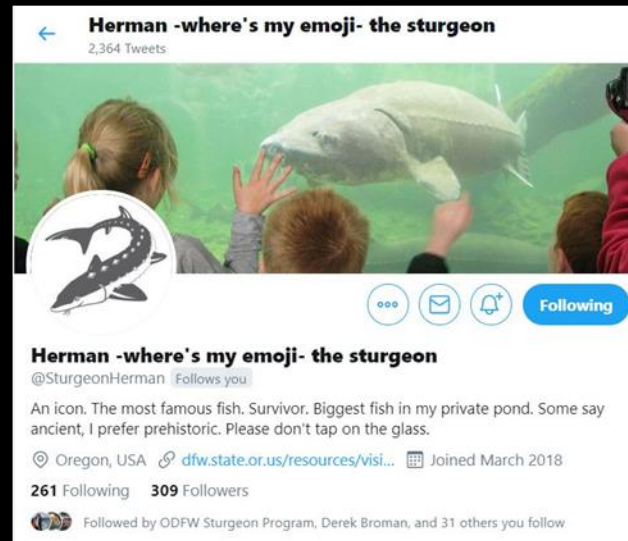 Herman -where's my emoji- the sturgeon
2,364 Tweets
Following
Herman -where's my emoji- the sturgeon
@SturgeonHerman Follows you
An icon. The most famous fish. Survivor. Biggest fish in my private pond. Some say
ancient, I prefer prehistoric. Please don't tap on the glass.
Oregon, USA dfw.state.or.us/resources/visi... Joined March 2018
261 Following 309 Followers
Followed by ODFW Sturgeon Program, Derek Broman, and 31 others you follow